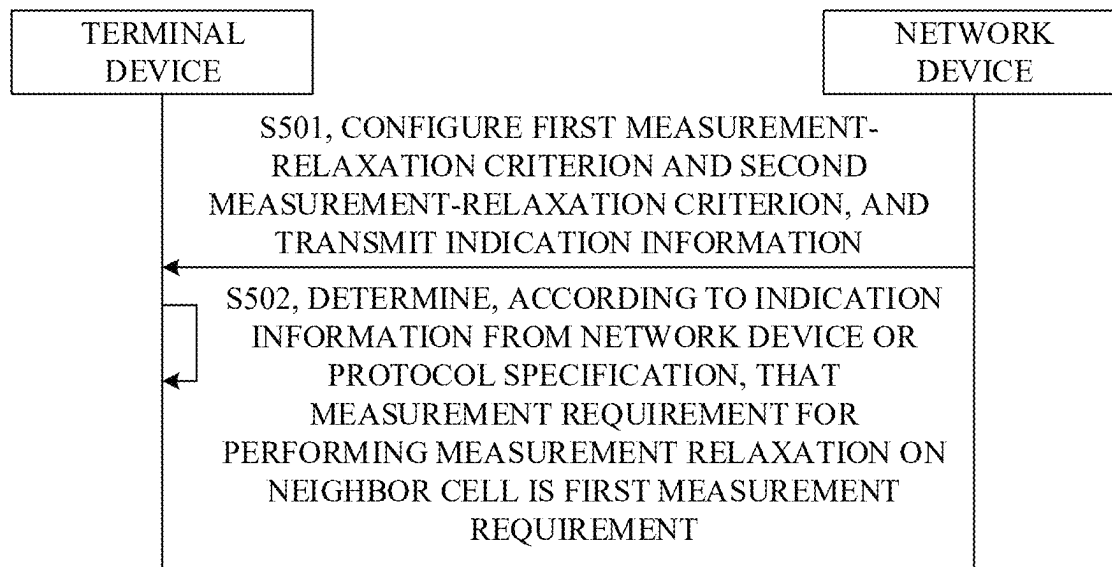 TERMINAL
DEVICE
NETWORK
DEVICE
S501, CONFIGURE FIRST MEASUREMENT-
RELAXATION CRITERION AND SECOND
MEASUREMENT-RELAXATION CRITERION, AND
TRANSMIT INDICATION INFORMATION
S502, DETERMINE, ACCORDING TO INDICATION
INFORMATION FROM NETWORK DEVICE OR
PROTOCOL SPECIFICATION, THAT
MEASUREMENT REQUIREMENT FOR
PERFORMING MEASUREMENT RELAXATION ON
NEIGHBOR CELL IS FIRST MEASUREMENT
REQUIREMENT